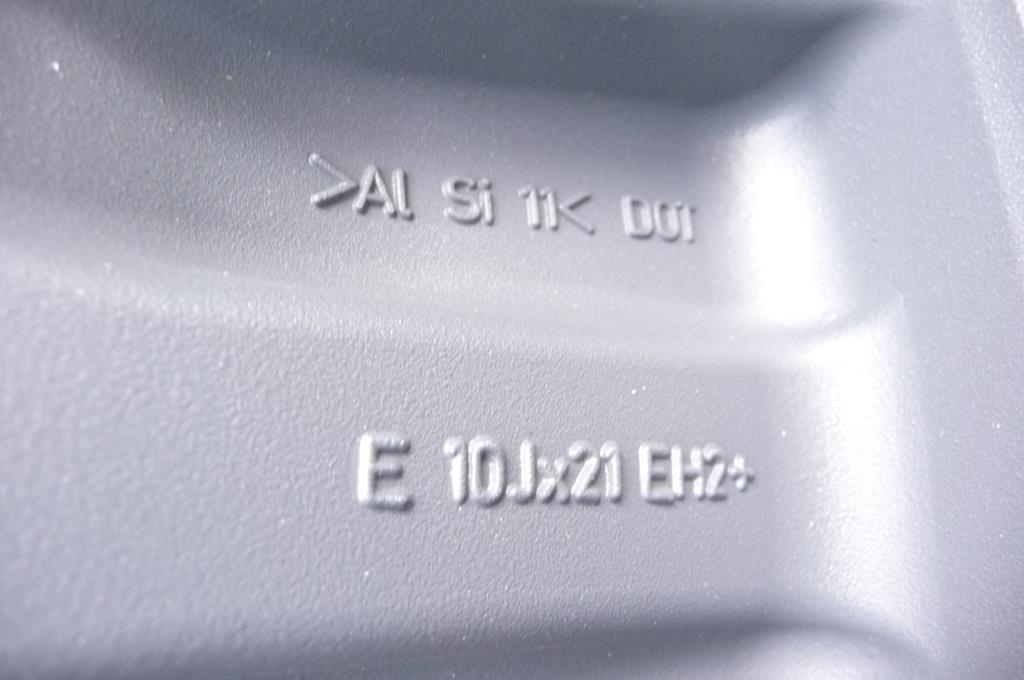 >Al Si 11< DOT
E 10Jx21 EH2+